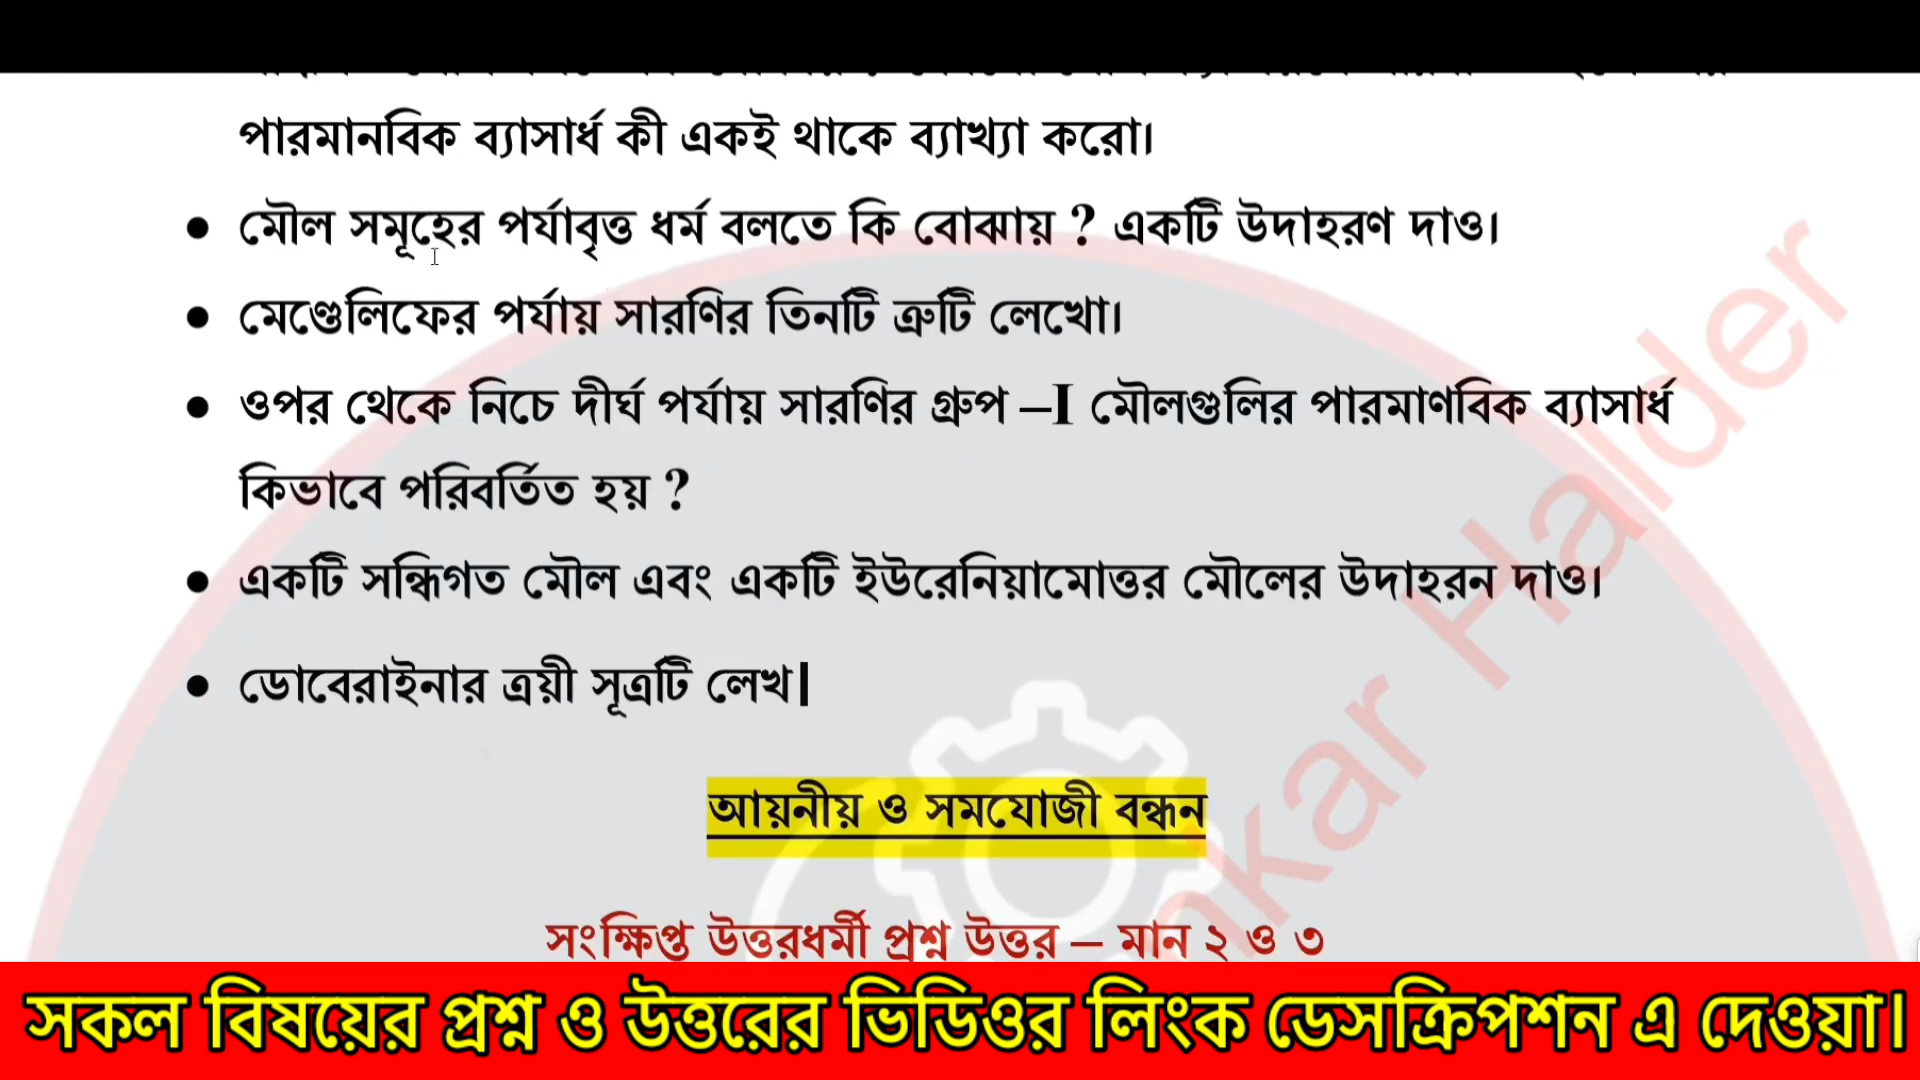 পারমানবিক ব্যাসার্ধ কী একই থাকে ব্যাখ্যা করো।
● মৌল সমূহের পর্যাবৃত্ত ধর্ম বলতে কি বোঝায় ? একটি উদাহরণ দাও।
● মেণ্ডেলিফের পর্যায় সারণির তিনটি ত্রুটি লেখো।
● ওপর থেকে নিচে দীর্ঘ পর্যায় সারণির গ্রুপ –I মৌলগুলির পারমাণবিক ব্যাসার্ধ
কিভাবে পরিবর্তিত হয় ?
● একটি সন্ধিগত মৌল এবং একটি ইউরেনিয়ামোত্তর মৌলের উদাহরন দাও।
● ডোবেরাইনার ত্রয়ী সূত্রটি লেখ।
আয়নীয় ও সমযোজী বন্ধন
সংক্ষিপ্ত উত্তরধর্মী প্রশ্ন উত্তর – মান ২ ও ৩
nkar Halder
সকল বিষয়ের প্রশ্ন ও উত্তরের ভিডিওর লিংক ডেসক্রিপশন এ দেওয়া।